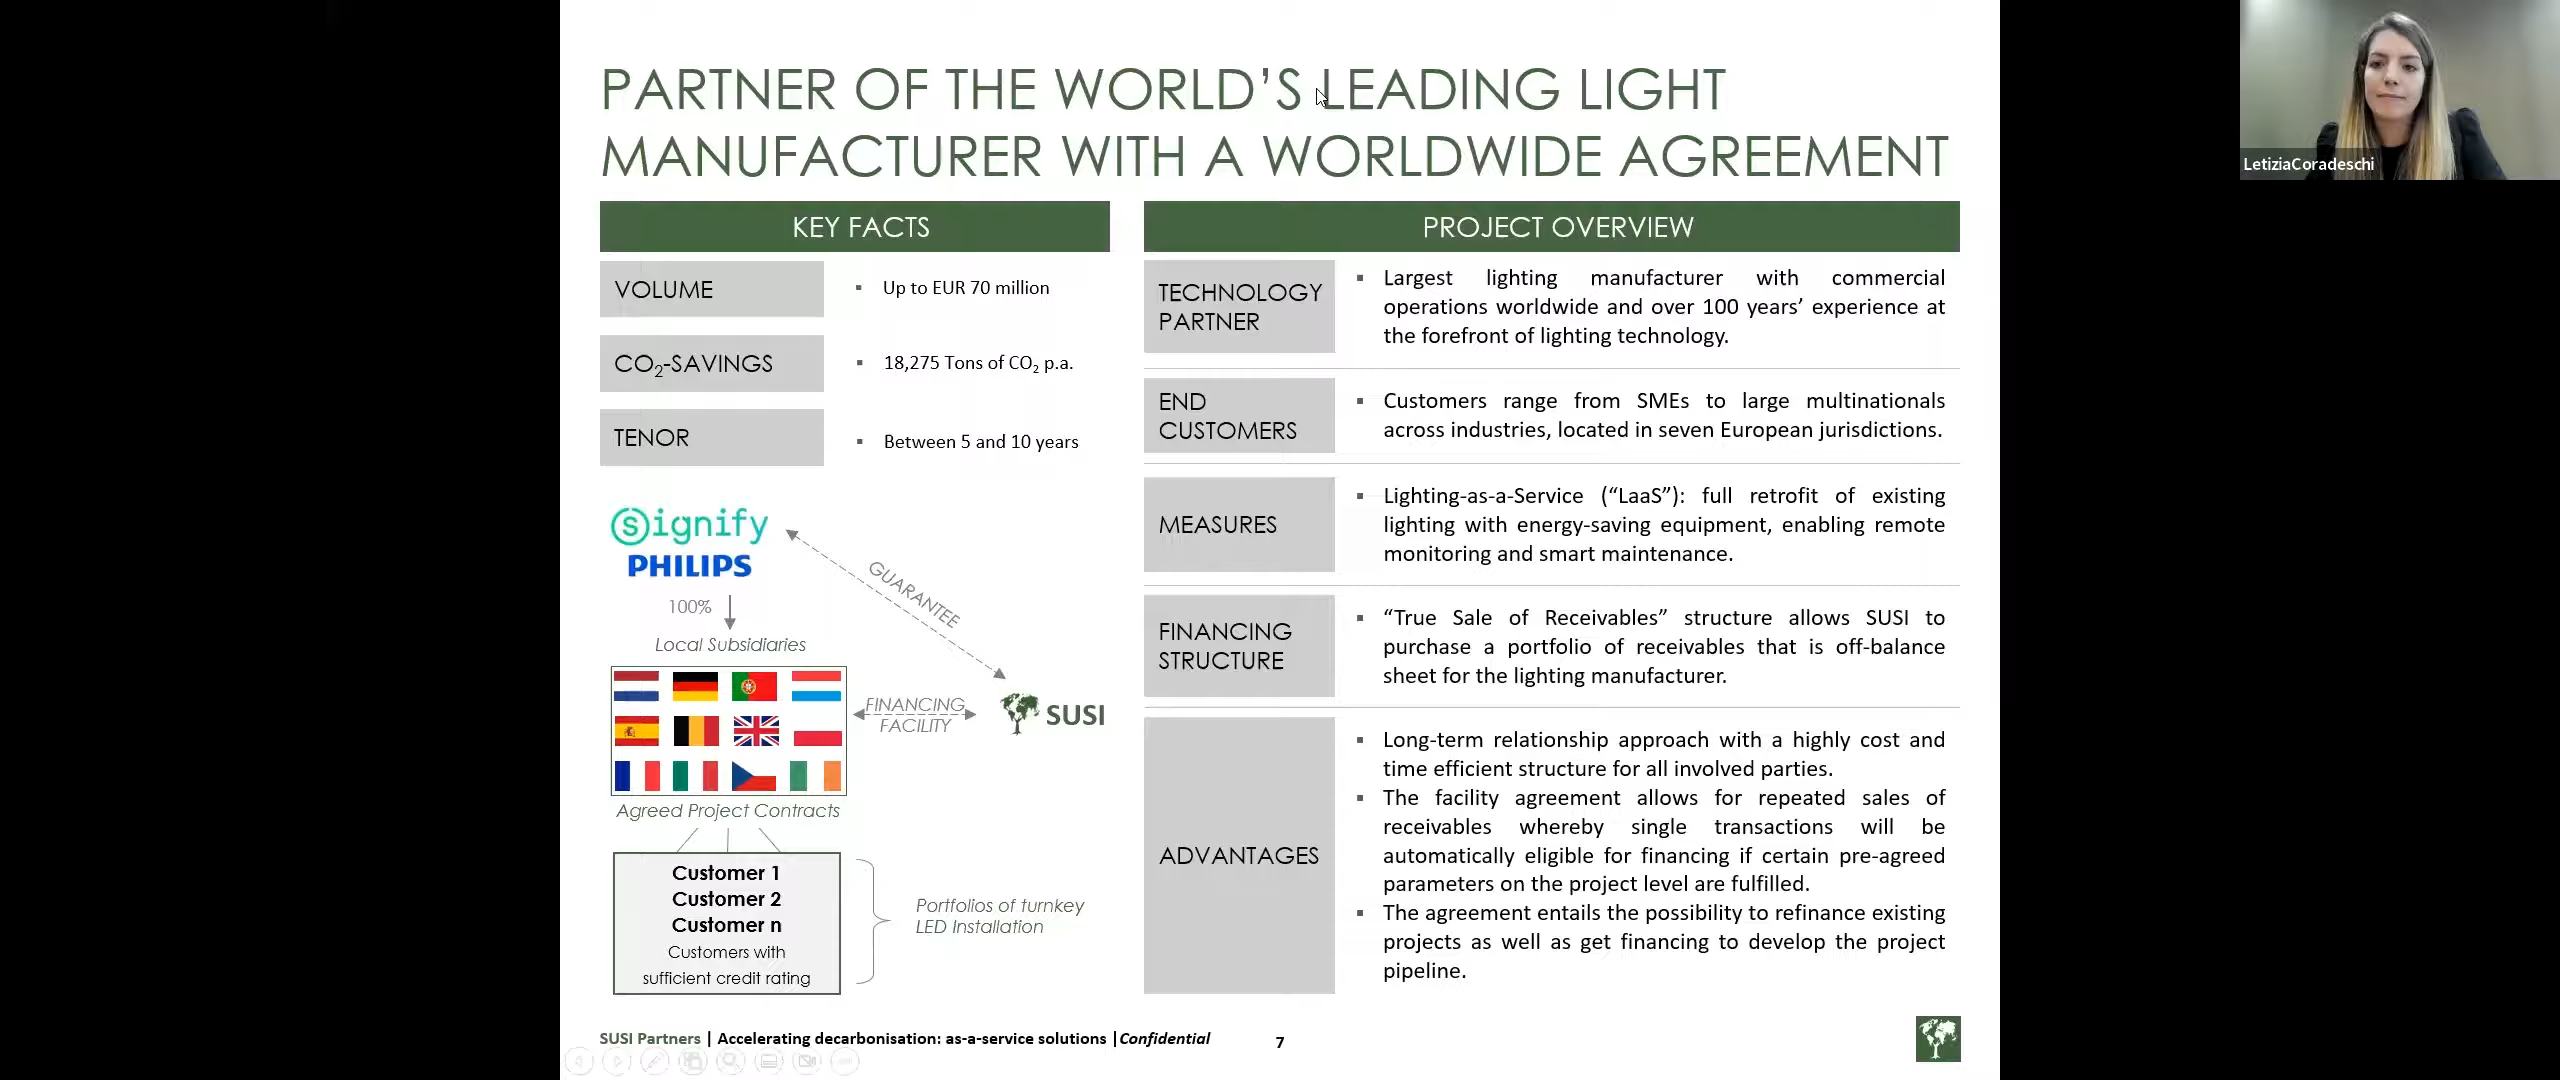 PARTNER OF THE WORLD’S LEADING LIGHT
MANUFACTURER WITH A WORLDWIDE AGREEMENT
LetiziaCoradeschi
KEY FACTS
VOLUME
▪ Up to EUR 70 million
CO₂-SAVINGS
▪ 18,275 Tons of CO₂ p.a.
TENOR
▪ Between 5 and 10 years
signify
PHILIPS
GUARANTEE
100%
Local Subsidiaries
FINANCING
FACILITY
SUSI
Agreed Project Contracts
Customer 1
Customer 2
Customer n
Customers with
sufficient credit rating
Portfolios of turnkey
LED Installation
PROJECT OVERVIEW
TECHNOLOGY
PARTNER
▪ Largest lighting manufacturer with commercial
operations worldwide and over 100 years’ experience at
the forefront of lighting technology.
END
CUSTOMERS
▪ Customers range from SMEs to large multinationals
across industries, located in seven European jurisdictions.
MEASURES
▪ Lighting-as-a-Service (“LaaS”): full retrofit of existing
lighting with energy-saving equipment, enabling remote
monitoring and smart maintenance.
FINANCING
STRUCTURE
▪ “True Sale of Receivables” structure allows SUSI to
purchase a portfolio of receivables that is off-balance
sheet for the lighting manufacturer.
ADVANTAGES
▪ Long-term relationship approach with a highly cost and
time efficient structure for all involved parties.
▪ The facility agreement allows for repeated sales of
receivables whereby single transactions will be
automatically eligible for financing if certain pre-agreed
parameters on the project level are fulfilled.
▪ The agreement entails the possibility to refinance existing
projects as well as get financing to develop the project
pipeline.
SUSI Partners | Accelerating decarbonisation: as-a-service solutions |Confidential
7